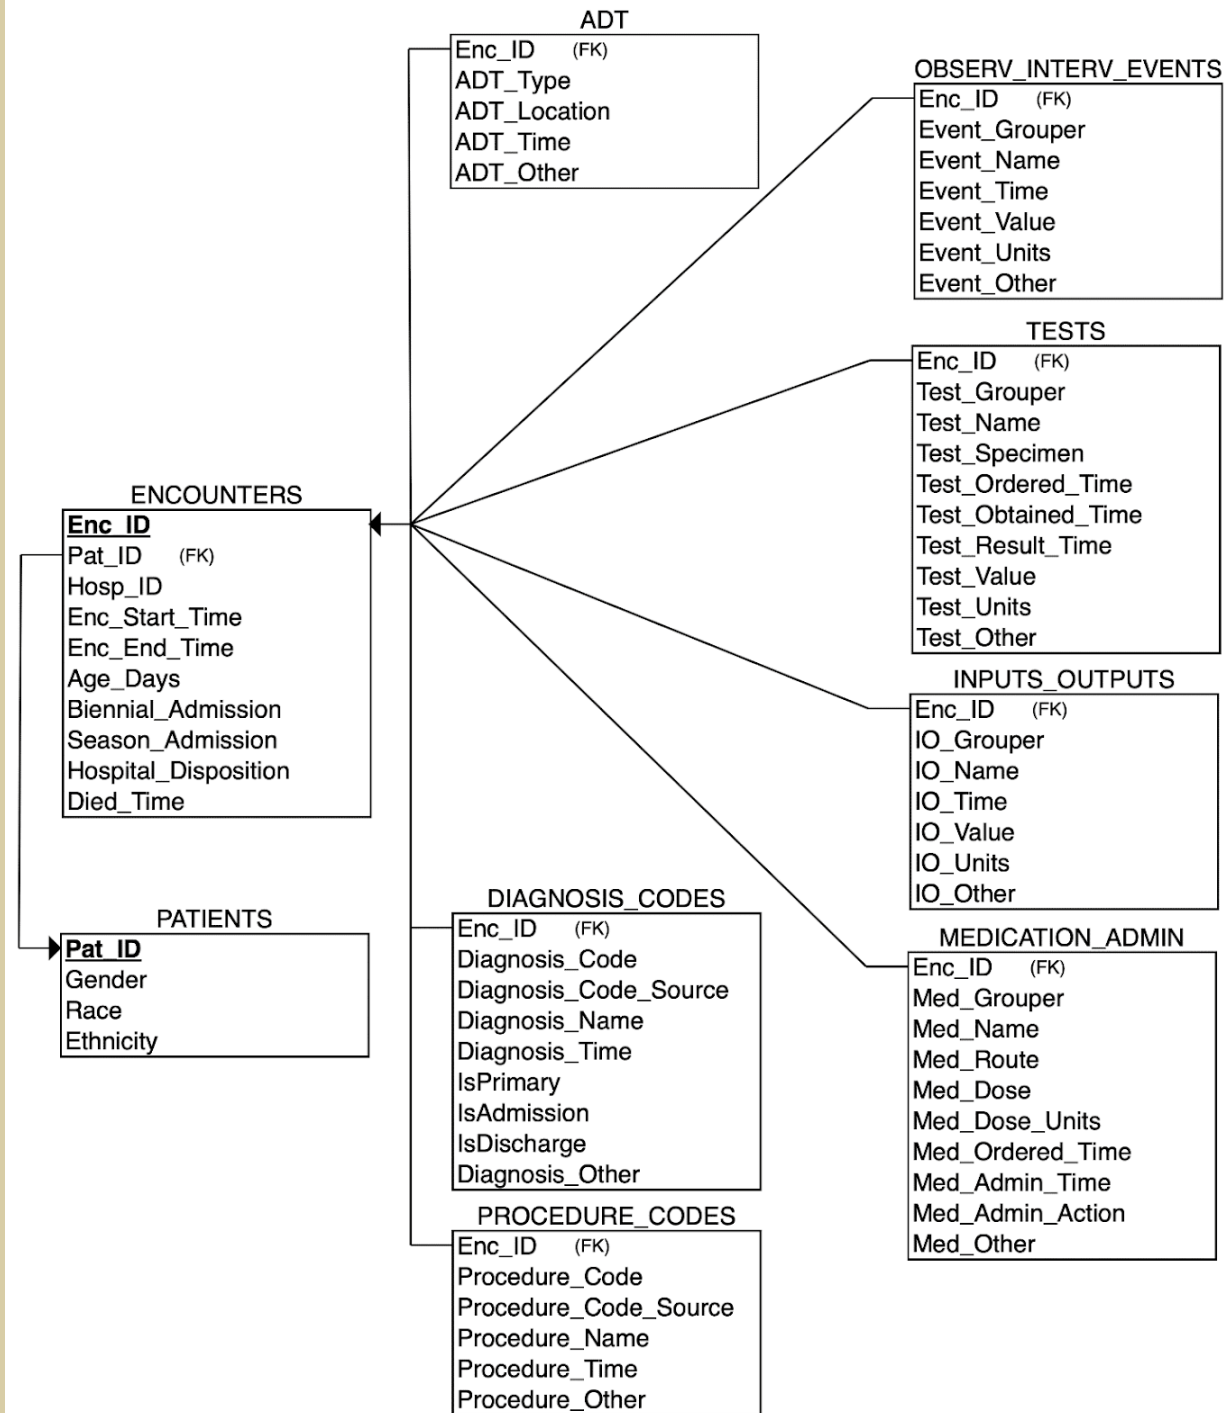 ADT
Enc_ID (FK)
ADT_Type
ADT_Location
ADT_Time
ADT_Other
OBSERV_INTERV_EVENTS
Enc_ID (FK)
Event_Grouper
Event_Name
Event_Time
Event_Value
Event_Units
Event_Other
TESTS
Enc_ID (FK)
Test_Grouper
Test_Name
Test_Specimen
Test_Ordered_Time
Test_Obtained_Time
Test_Result_Time
Test_Value
Test_Units
Test_Other
ENCOUNTERS
Enc_ID
Pat_ID (FK)
Hosp_ID
Enc_Start_Time
Enc_End_Time
Age_Days
Biennial_Admission
Season_Admission
Hospital_Disposition
Died_Time
INPUTS_OUTPUTS
Enc_ID (FK)
IO_Grouper
IO_Name
IO_Time
IO_Value
IO_Units
IO_Other
PATIENTS
Pat_ID
Gender
Race
Ethnicity
DIAGNOSIS_CODES
Enc_ID (FK)
Diagnosis_Code
Diagnosis_Code_Source
Diagnosis_Name
Diagnosis_Time
IsPrimary
IsAdmission
IsDischarge
Diagnosis_Other
MEDICATION_ADMIN
Enc_ID (FK)
Med_Grouper
Med_Name
Med_Route
Med_Dose
Med_Dose_Units
Med_Ordered_Time
Med_Admin_Time
Med_Admin_Action
Med_Other
PROCEDURE_CODES
Enc_ID (FK)
Procedure_Code
Procedure_Code_Source
Procedure_Name
Procedure_Time
Procedure_Other